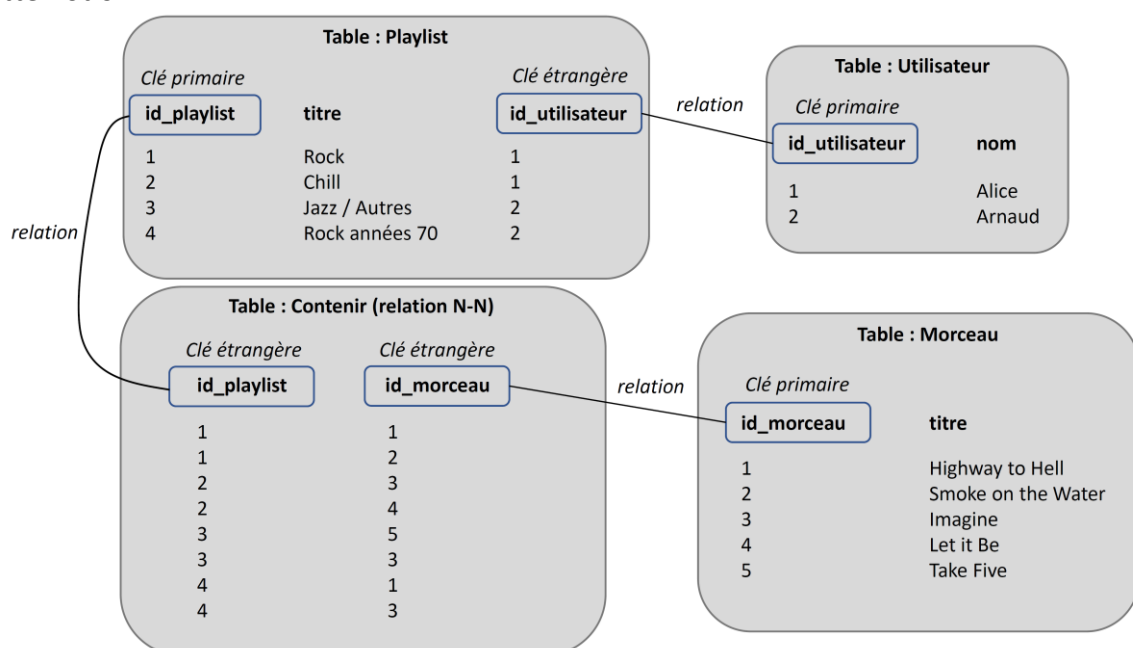 Table : Playlist
Clé primaire Clé étrangère
id_playlist titre id_utilisateur
1 Rock 1
2 Chill 1
3 Jazz / Autres 2
4 Rock années 70 2
relation
Table : Utilisateur
Clé primaire
id_utilisateur nom
1 Alice
2 Arnaud
relation
Table : Contenir (relation N-N)
Clé étrangère Clé étrangère
id_playlist id_morceau
1 1
1 2
2 3
2 4
3 5
3 3
4 1
4 3
relation
Table : Morceau
Clé primaire
id_morceau titre
1 Highway to Hell
2 Smoke on the Water
3 Imagine
4 Let it Be
5 Take Five